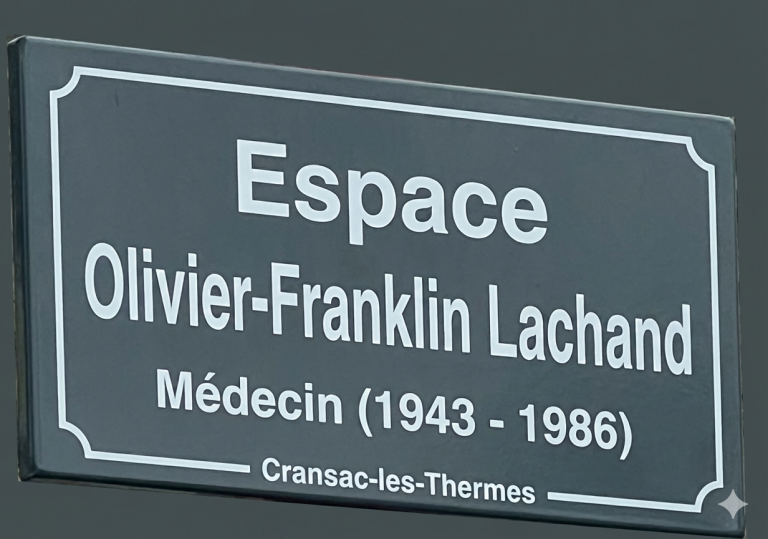 Espace
Olivier-Franklin Lachand
Médecin (1943 - 1986)
Cransac-les-Thermes